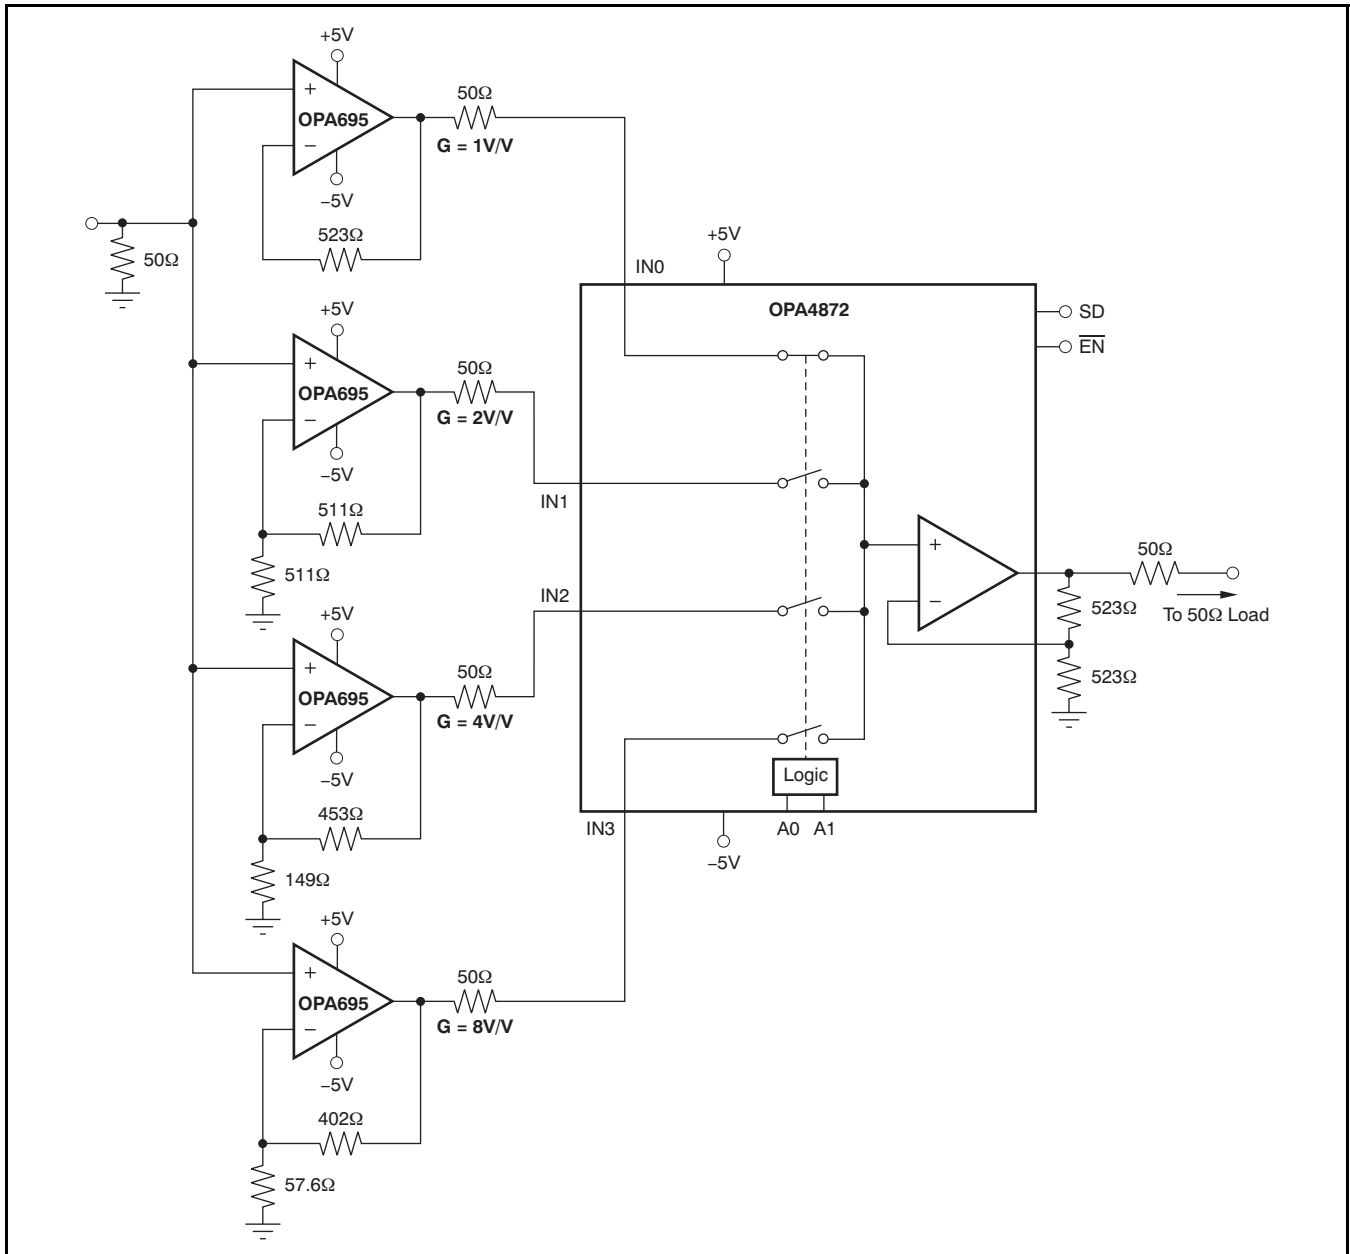 +5V
50Ω
+
OPA695
G = 1V/V
−
−5V
523Ω
50Ω
+5V
IN0
OPA4872
SD
EN
+5V
+
50Ω
OPA695
G = 2V/V
−
−5V
IN1
511Ω
511Ω
+
−
50Ω
523Ω
To 50Ω Load
523Ω
IN2
+5V
+
50Ω
OPA695
G = 4V/V
−
−5V
453Ω
149Ω
Logic
IN3
A0 A1
−5V
+5V
+
50Ω
OPA695
G = 8V/V
−
−5V
402Ω
57.6Ω